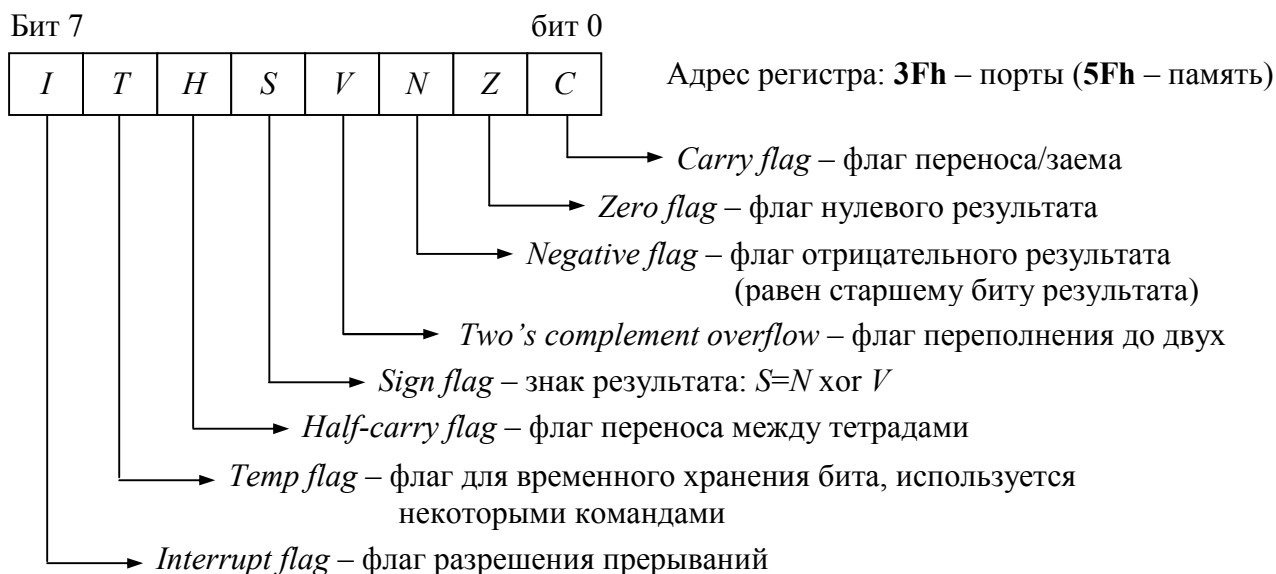 Бит 7 бит 0
I T H S V N Z C
Адрес регистра: 3Fh – порты (5Fh – память)
Carry flag – флаг переноса/заема
Zero flag – флаг нулевого результата
Negative flag – флаг отрицательного результата
(равен старшему биту результата)
Two’s complement overflow – флаг переполнения до двух
Sign flag – знак результата: S=N xor V
Half-carry flag – флаг переноса между тетрадами
Temp flag – флаг для временного хранения бита, используется
некоторыми командами
Interrupt flag – флаг разрешения прерываний